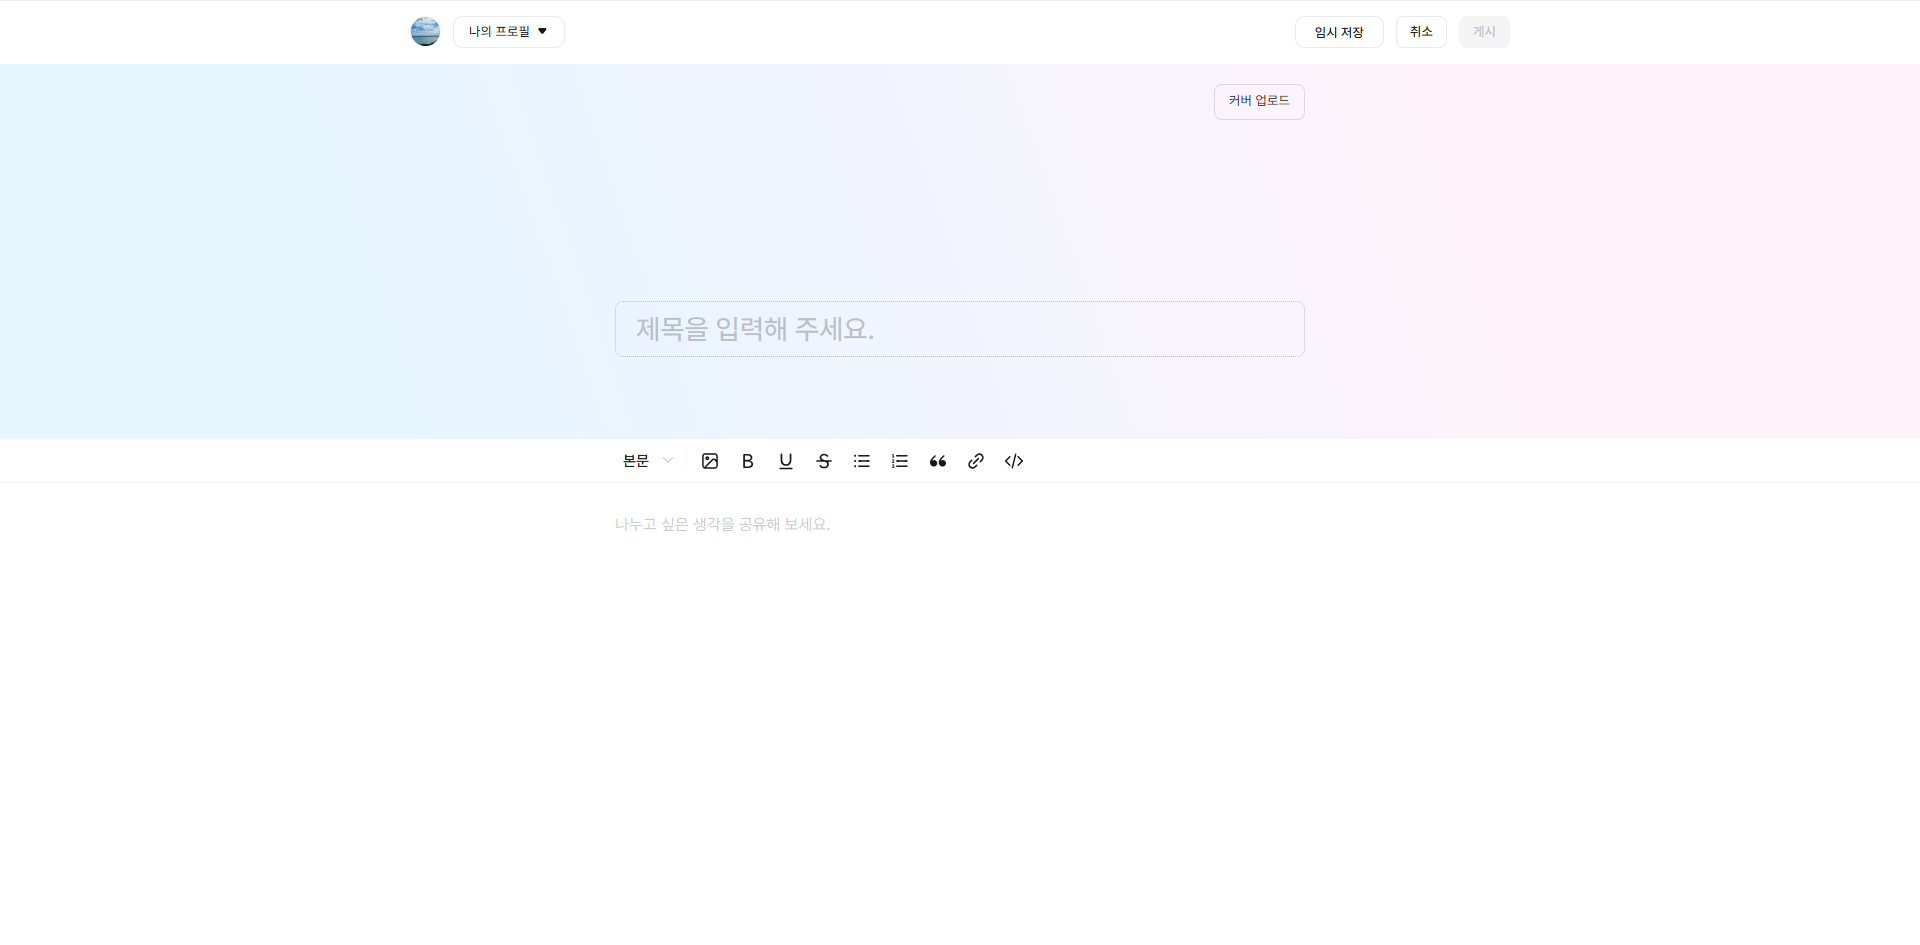 나의 프로필
임시 저장
취소
게시
커버 업로드
제목을 입력해 주세요.
본문
나누고 싶은 생각을 공유해 보세요.